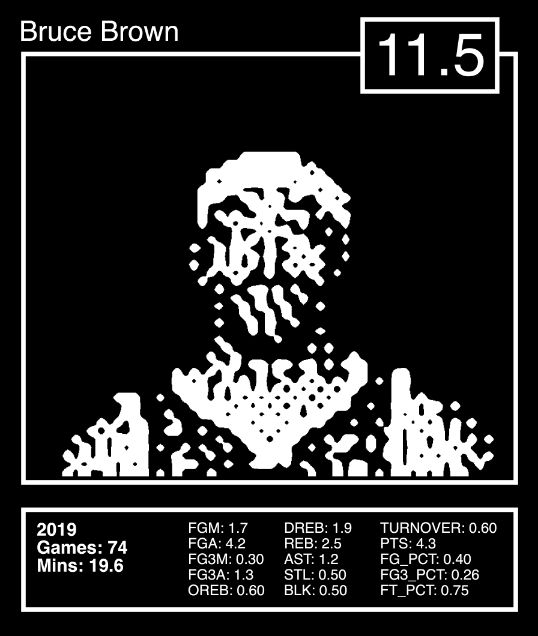 Bruce Brown
11.5
2019
Games: 74
Mins: 19.6
FGM: 1.7
FGA: 4.2
FG3M: 0.30
FG3A: 1.3
OREB: 0.60
DREB: 1.9
REB: 2.5
AST: 1.2
STL: 0.50
BLK: 0.50
TURNOVER: 0.60
PTS: 4.3
FG_PCT: 0.40
FG3_PCT: 0.26
FT_PCT: 0.75